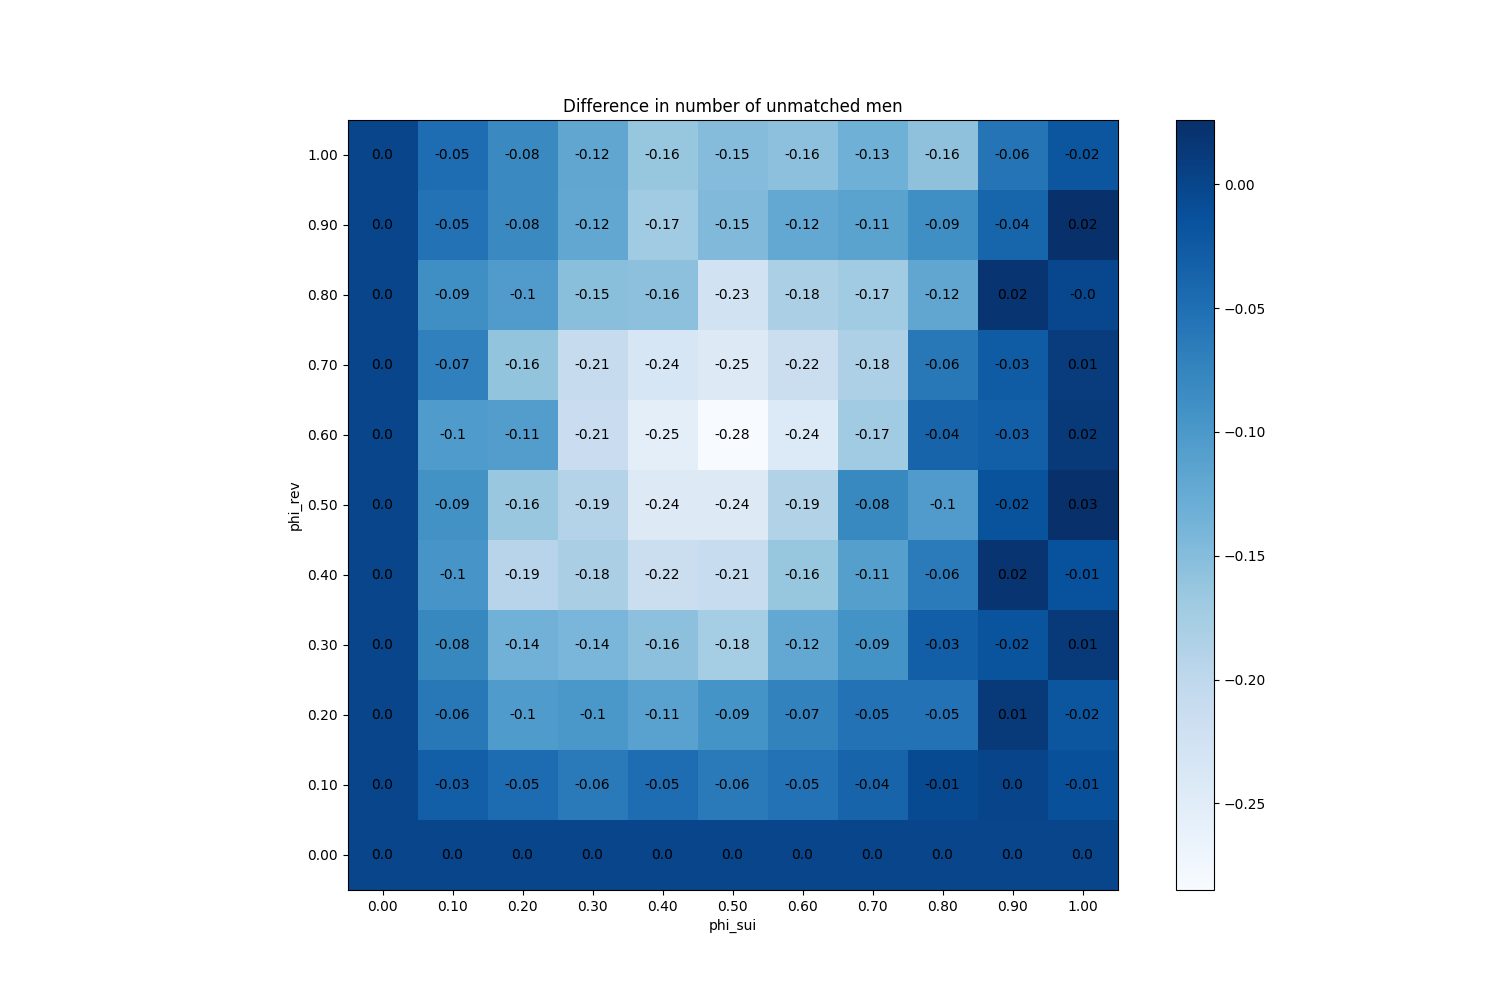 Difference in number of unmatched men
1.00 0.0 -0.05 -0.08 -0.12 -0.16 -0.15 -0.16 -0.13 -0.16 -0.06 -0.02
0.90 0.0 -0.05 -0.08 -0.12 -0.17 -0.15 -0.12 -0.11 -0.09 -0.04 0.02
0.80 0.0 -0.09 -0.1 -0.15 -0.16 -0.23 -0.18 -0.17 -0.12 0.02 -0.0
0.70 0.0 -0.07 -0.16 -0.21 -0.24 -0.25 -0.22 -0.18 -0.06 -0.03 0.01
0.60 0.0 -0.1 -0.11 -0.21 -0.25 -0.28 -0.24 -0.17 -0.04 -0.03 0.02
0.50 0.0 -0.09 -0.16 -0.19 -0.24 -0.24 -0.19 -0.08 -0.1 -0.02 0.03
0.40 0.0 -0.1 -0.19 -0.18 -0.22 -0.21 -0.16 -0.11 -0.06 0.02 -0.01
0.30 0.0 -0.08 -0.14 -0.14 -0.16 -0.18 -0.12 -0.09 -0.03 -0.02 0.01
0.20 0.0 -0.06 -0.1 -0.1 -0.11 -0.09 -0.07 -0.05 -0.05 0.01 -0.02
0.10 0.0 -0.03 -0.05 -0.06 -0.05 -0.06 -0.05 -0.04 -0.01 0.0 -0.01
0.00 0.0 0.0 0.0 0.0 0.0 0.0 0.0 0.0 0.0 0.0 0.0
0.00 0.10 0.20 0.30 0.40 0.50 0.60 0.70 0.80 0.90 1.00
phi_sui
phi_rev
0.00
−0.05
−0.10
−0.15
−0.20
−0.25